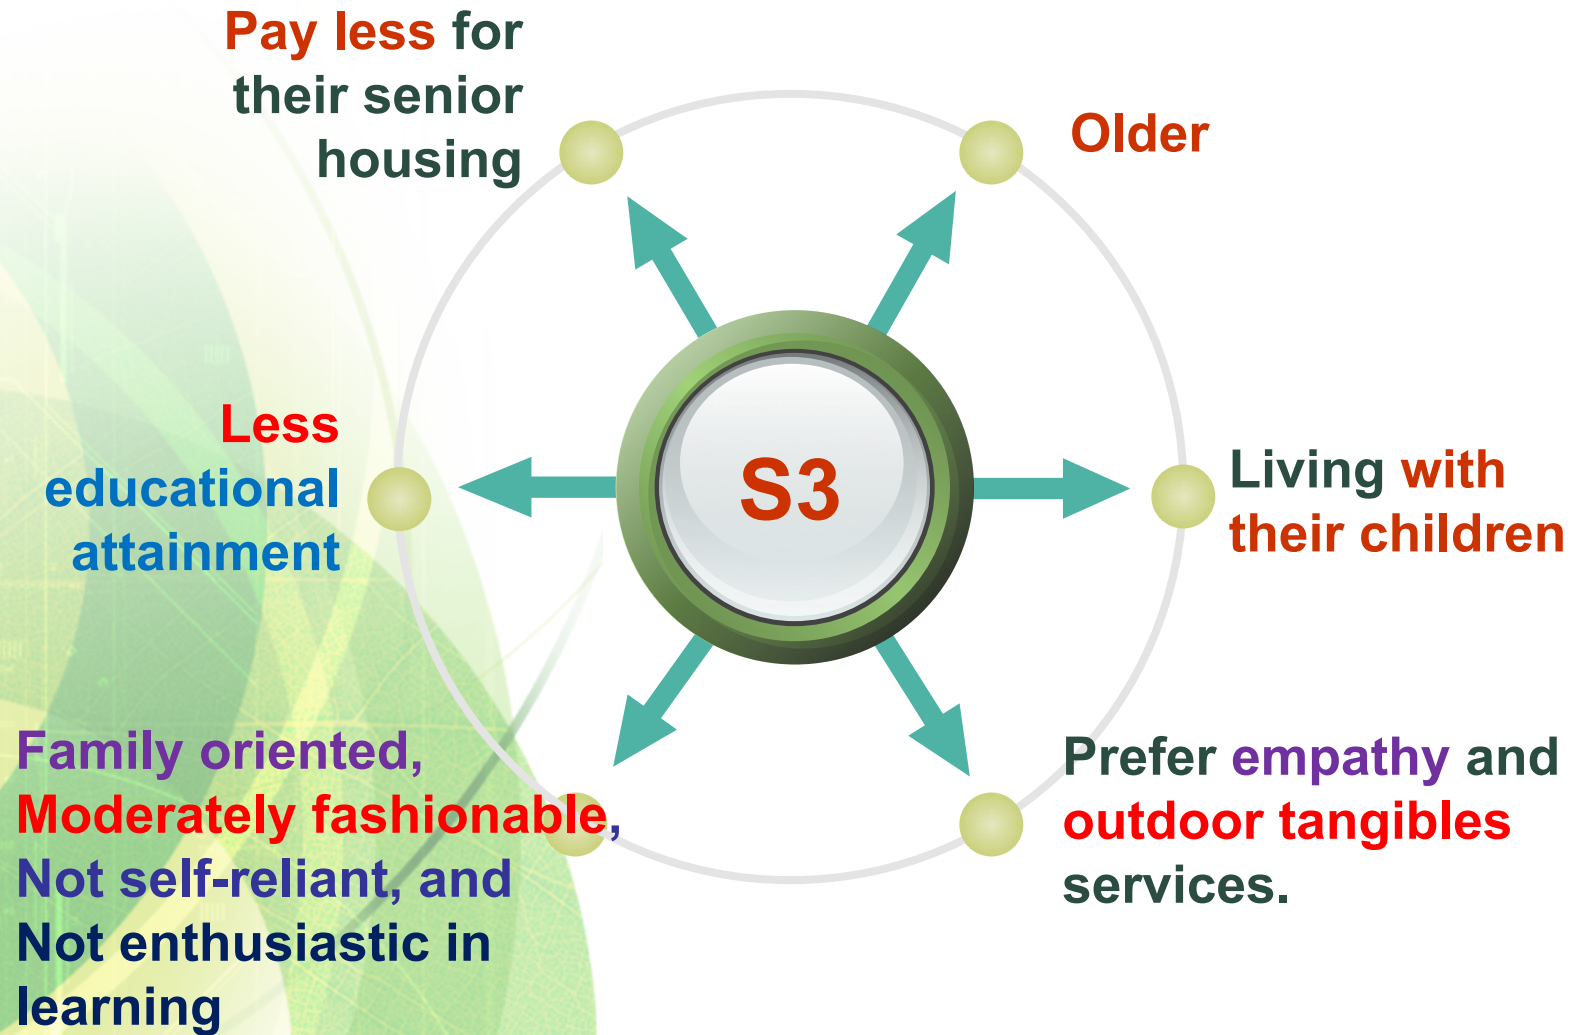 Pay less for
their senior
housing
Older
Less
educational
attainment
S3
Living with
their children
Family oriented,
Moderately fashionable,
Not self-reliant, and
Not enthusiastic in
learning
Prefer empathy and
outdoor tangibles
services.